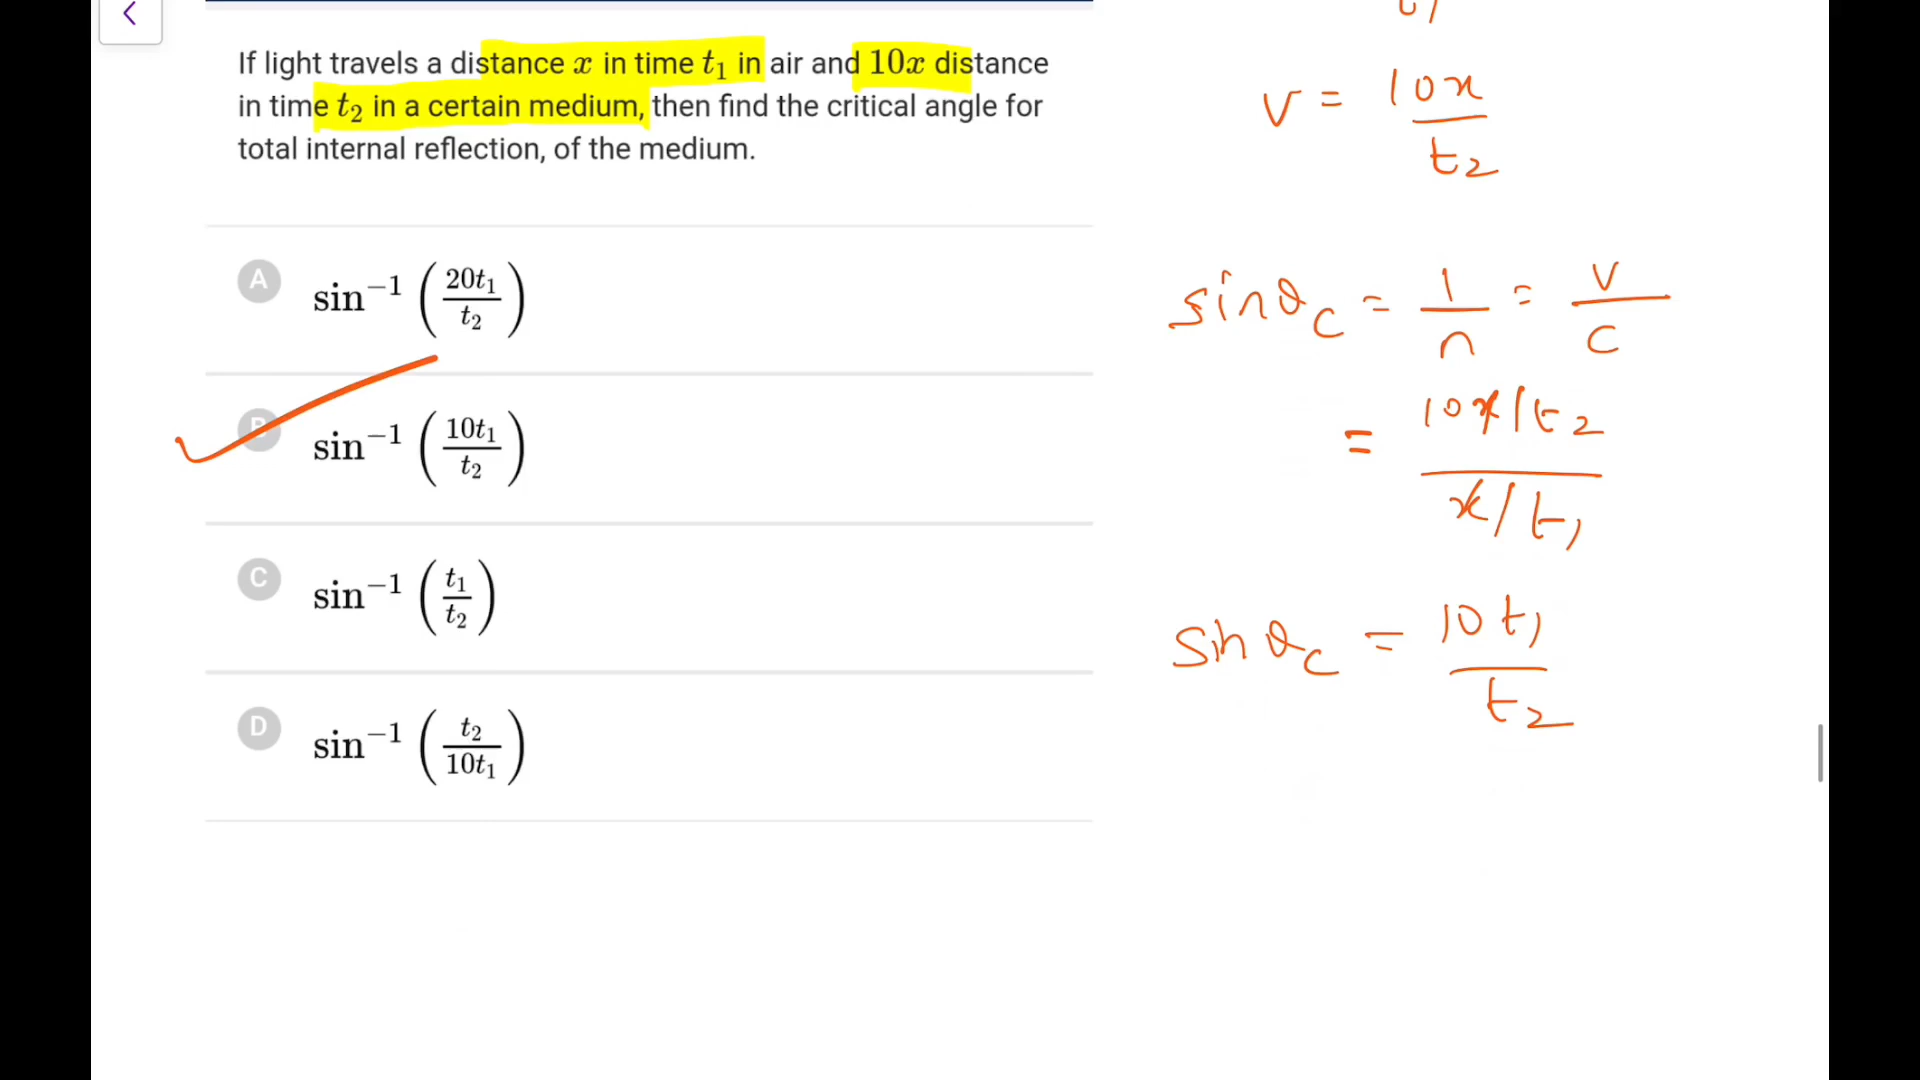 If light travels a distance x in time t₁ in air and 10x distance
in time t₂ in a certain medium, then find the critical angle for
total internal reflection, of the medium.
A sin⁻¹ (20t₁/t₂)
B sin⁻¹ (10t₁/t₂)
C sin⁻¹ (t₁/t₂)
D sin⁻¹ (t₂/10t₁)
v = 10x/t₂
sinθc = 1/n = v/c
= (10x/t₂)/(x/t₁)
sinθc = 10t₁/t₂